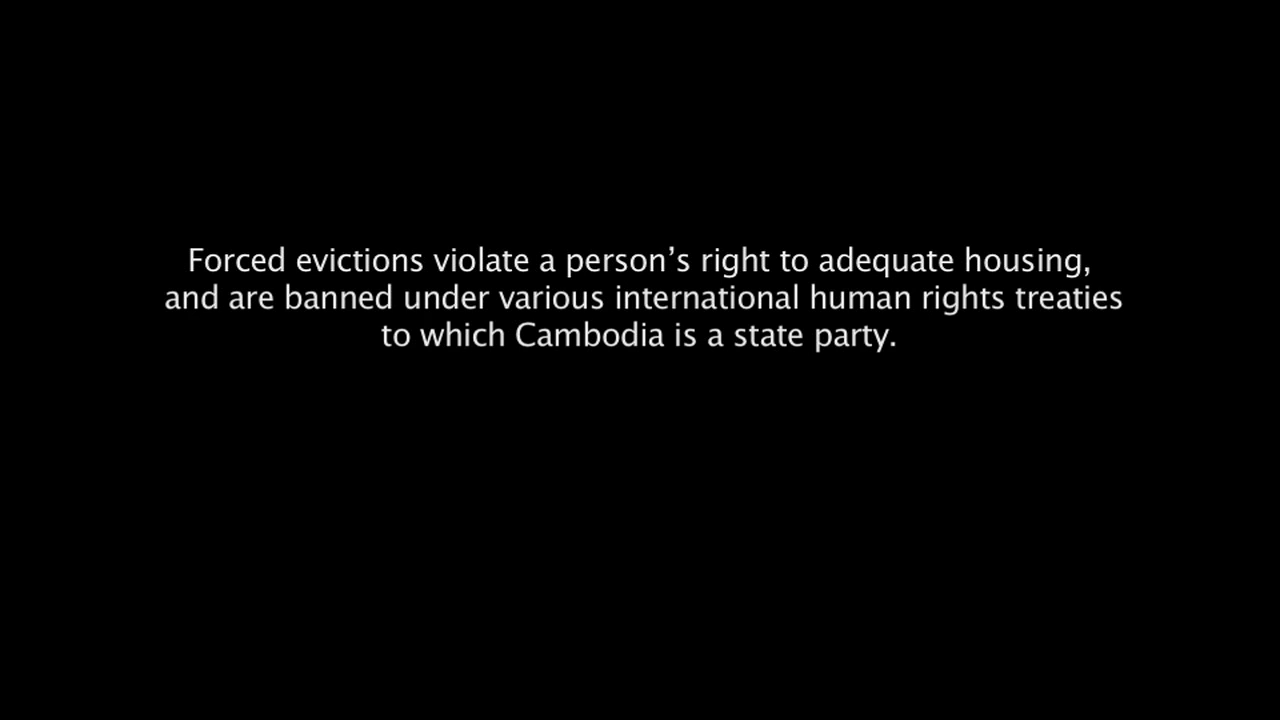 Forced evictions violate a person’s right to adequate housing,
and are banned under various international human rights treaties
to which Cambodia is a state party.